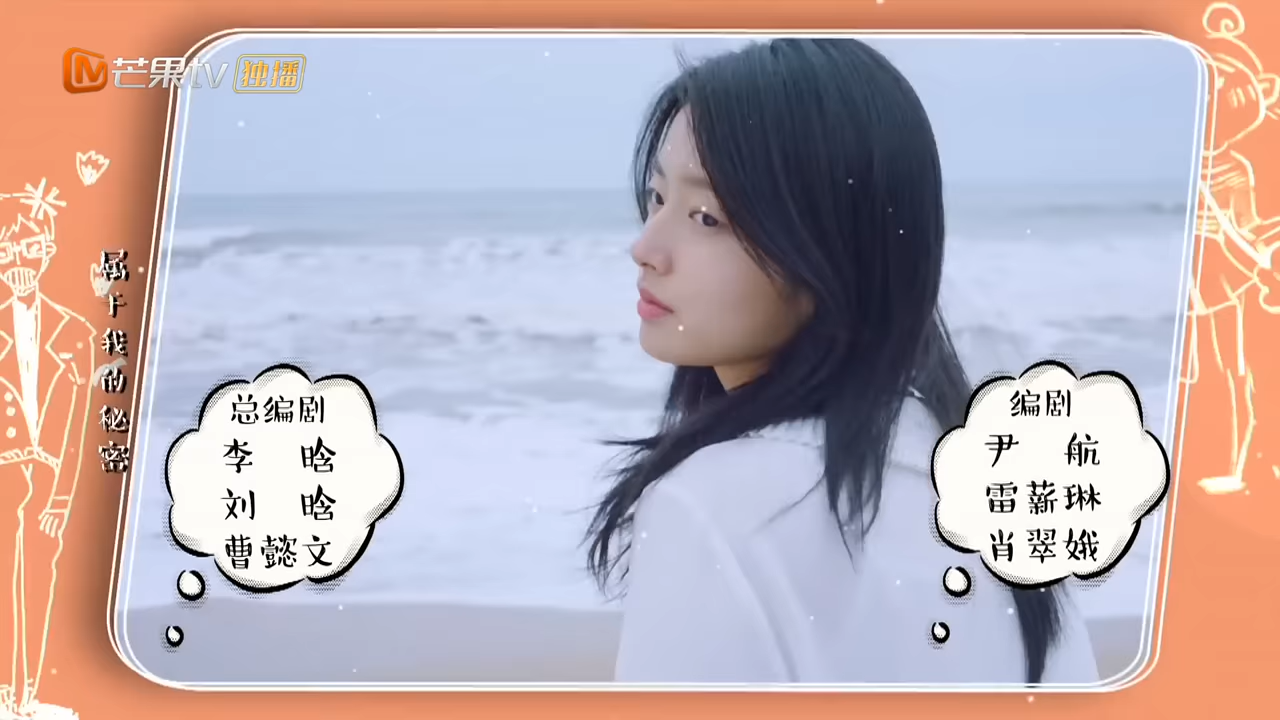 芒果tv 独播
属于我的秘密
总编剧
李晗
刘晗
曹懿文
编剧
尹航
雷薪琳
肖翠娥